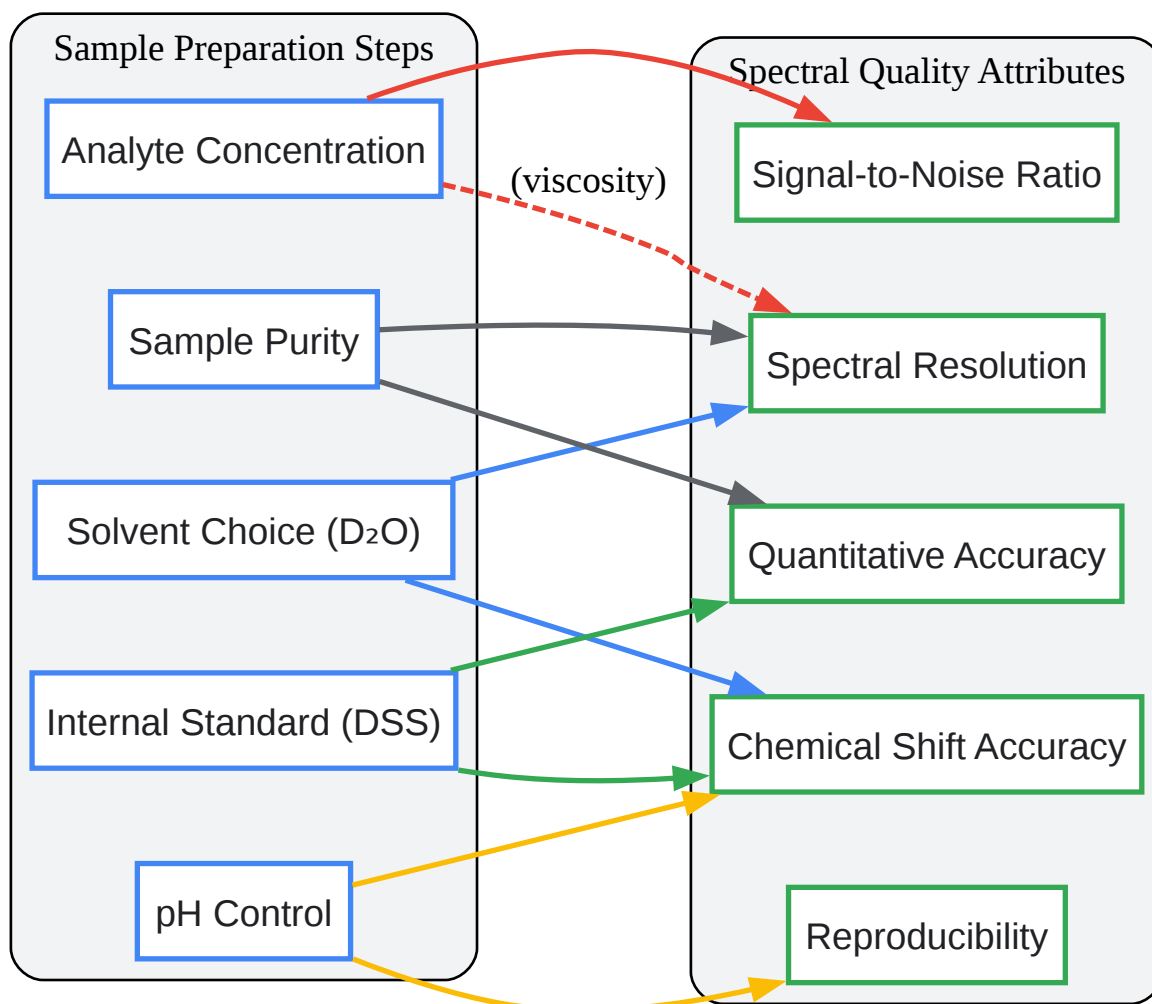 Sample Preparation Steps
Analyte Concentration
Sample Purity
Solvent Choice (D₂O)
Internal Standard (DSS)
pH Control
(viscosity)
Spectral Quality Attributes
Signal-to-Noise Ratio
Spectral Resolution
Quantitative Accuracy
Chemical Shift Accuracy
Reproducibility